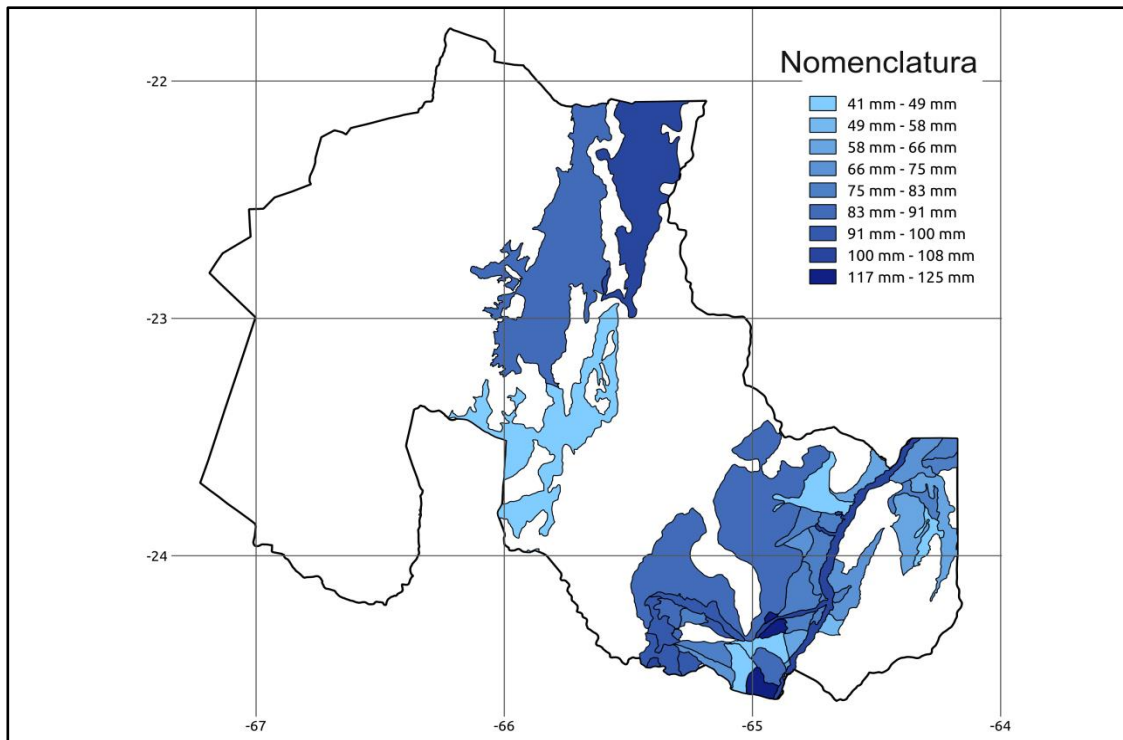 Nomenclatura
-22
41 mm - 49 mm
49 mm - 58 mm
58 mm - 66 mm
66 mm - 75 mm
75 mm - 83 mm
83 mm - 91 mm
91 mm - 100 mm
100 mm - 108 mm
117 mm - 125 mm
-23
-24
-67
-66
-65
-64